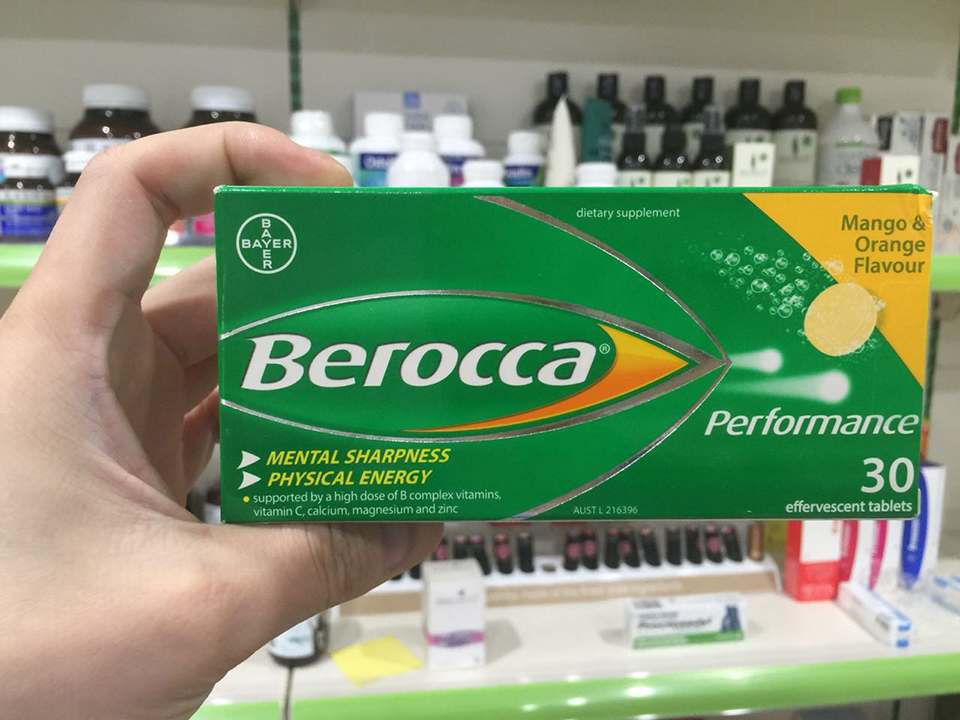 dietary supplement
Mango &
Orange
Flavour
BAYER
BAYER
Berocca®
Performance
MENTAL SHARPNESS
PHYSICAL ENERGY
• supported by a high dose of B complex vitamins,
vitamin C, calcium, magnesium and zinc
AUST L 216396
30
effervescent tablets